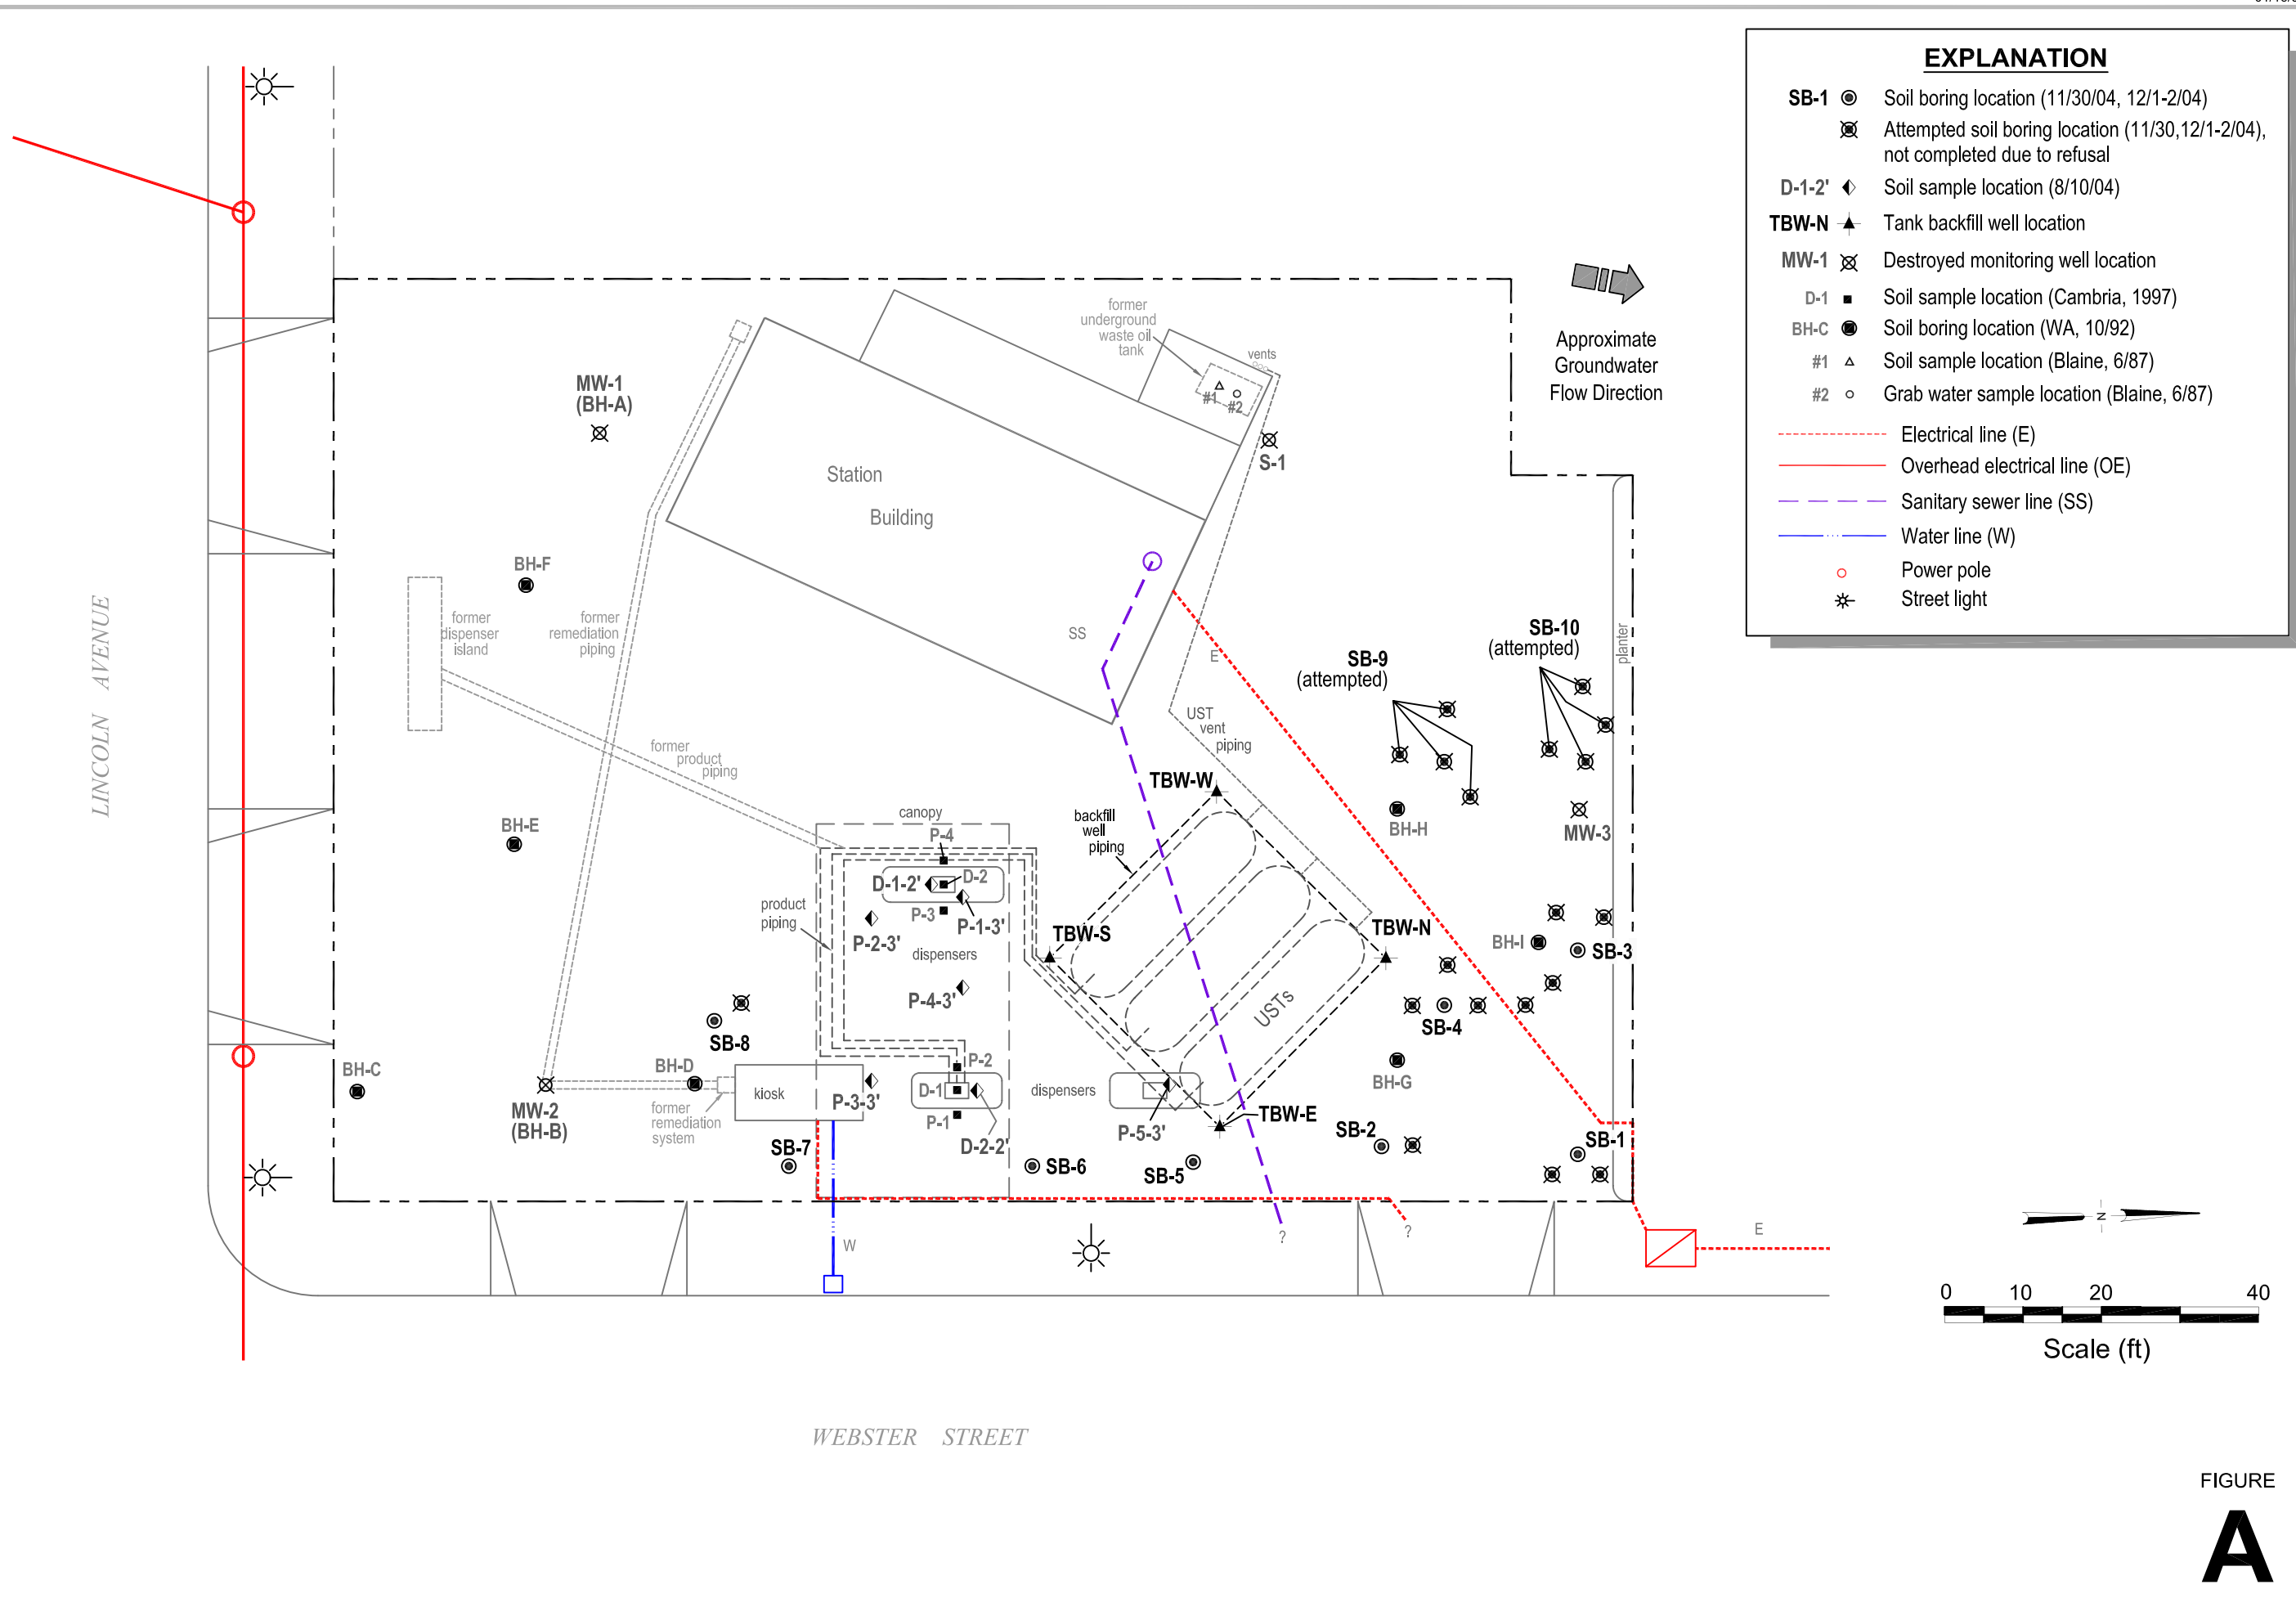 EXPLANATION
SB-1 Soil boring location (11/30/04, 12/1-2/04)
Attempted soil boring location (11/30,12/1-2/04),
not completed due to refusal
D-1-2' Soil sample location (8/10/04)
TBW-N Tank backfill well location
MW-1 Destroyed monitoring well location
D-1 Soil sample location (Cambria, 1997)
BH-C Soil boring location (WA, 10/92)
#1 Soil sample location (Blaine, 6/87)
#2 Grab water sample location (Blaine, 6/87)
Electrical line (E)
Overhead electrical line (OE)
Sanitary sewer line (SS)
Water line (W)
Power pole
Street light
Approximate
Groundwater
Flow Direction
former
underground
waste oil
tank
vents
#1
#2
S-1
MW-1
(BH-A)
Station
Building
BH-F
former
dispenser
island
former
remediation
piping
SS
E
LINCOLN AVENUE
SB-9
(attempted)
SB-10
(attempted)
planter
UST
vent
piping
former
product
piping
TBW-W
BH-H
MW-3
BH-E
canopy
P-4
backfill
well
piping
D-1-2'
D-2
product
piping
P-3
P-1-3'
P-2-3'
dispensers
TBW-S
TBW-N
BH-I
SB-3
P-4-3'
USTs
SB-4
SB-8
BH-C
BH-D
P-2
BH-G
kiosk
D-1
dispensers
MW-2
(BH-B)
former
remediation
system
P-3-3'
P-1
D-2-2'
P-5-3'
TBW-E
SB-2
SB-1
SB-7
SB-6
SB-5
W
?
?
E
N
0 10 20 40
Scale (ft)
WEBSTER STREET
FIGURE
A